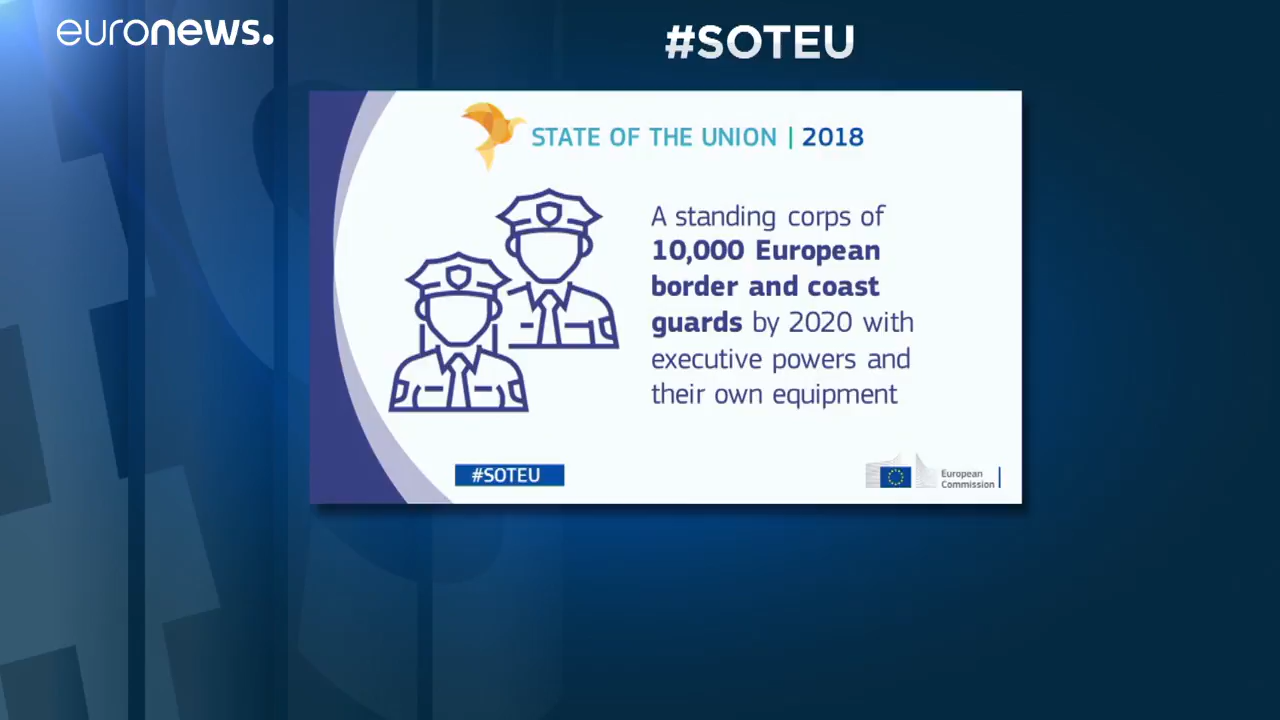 euronews.
#SOTEU
STATE OF THE UNION | 2018
A standing corps of
10,000 European
border and coast
guards by 2020 with
executive powers and
their own equipment
#SOTEU
European
Commission